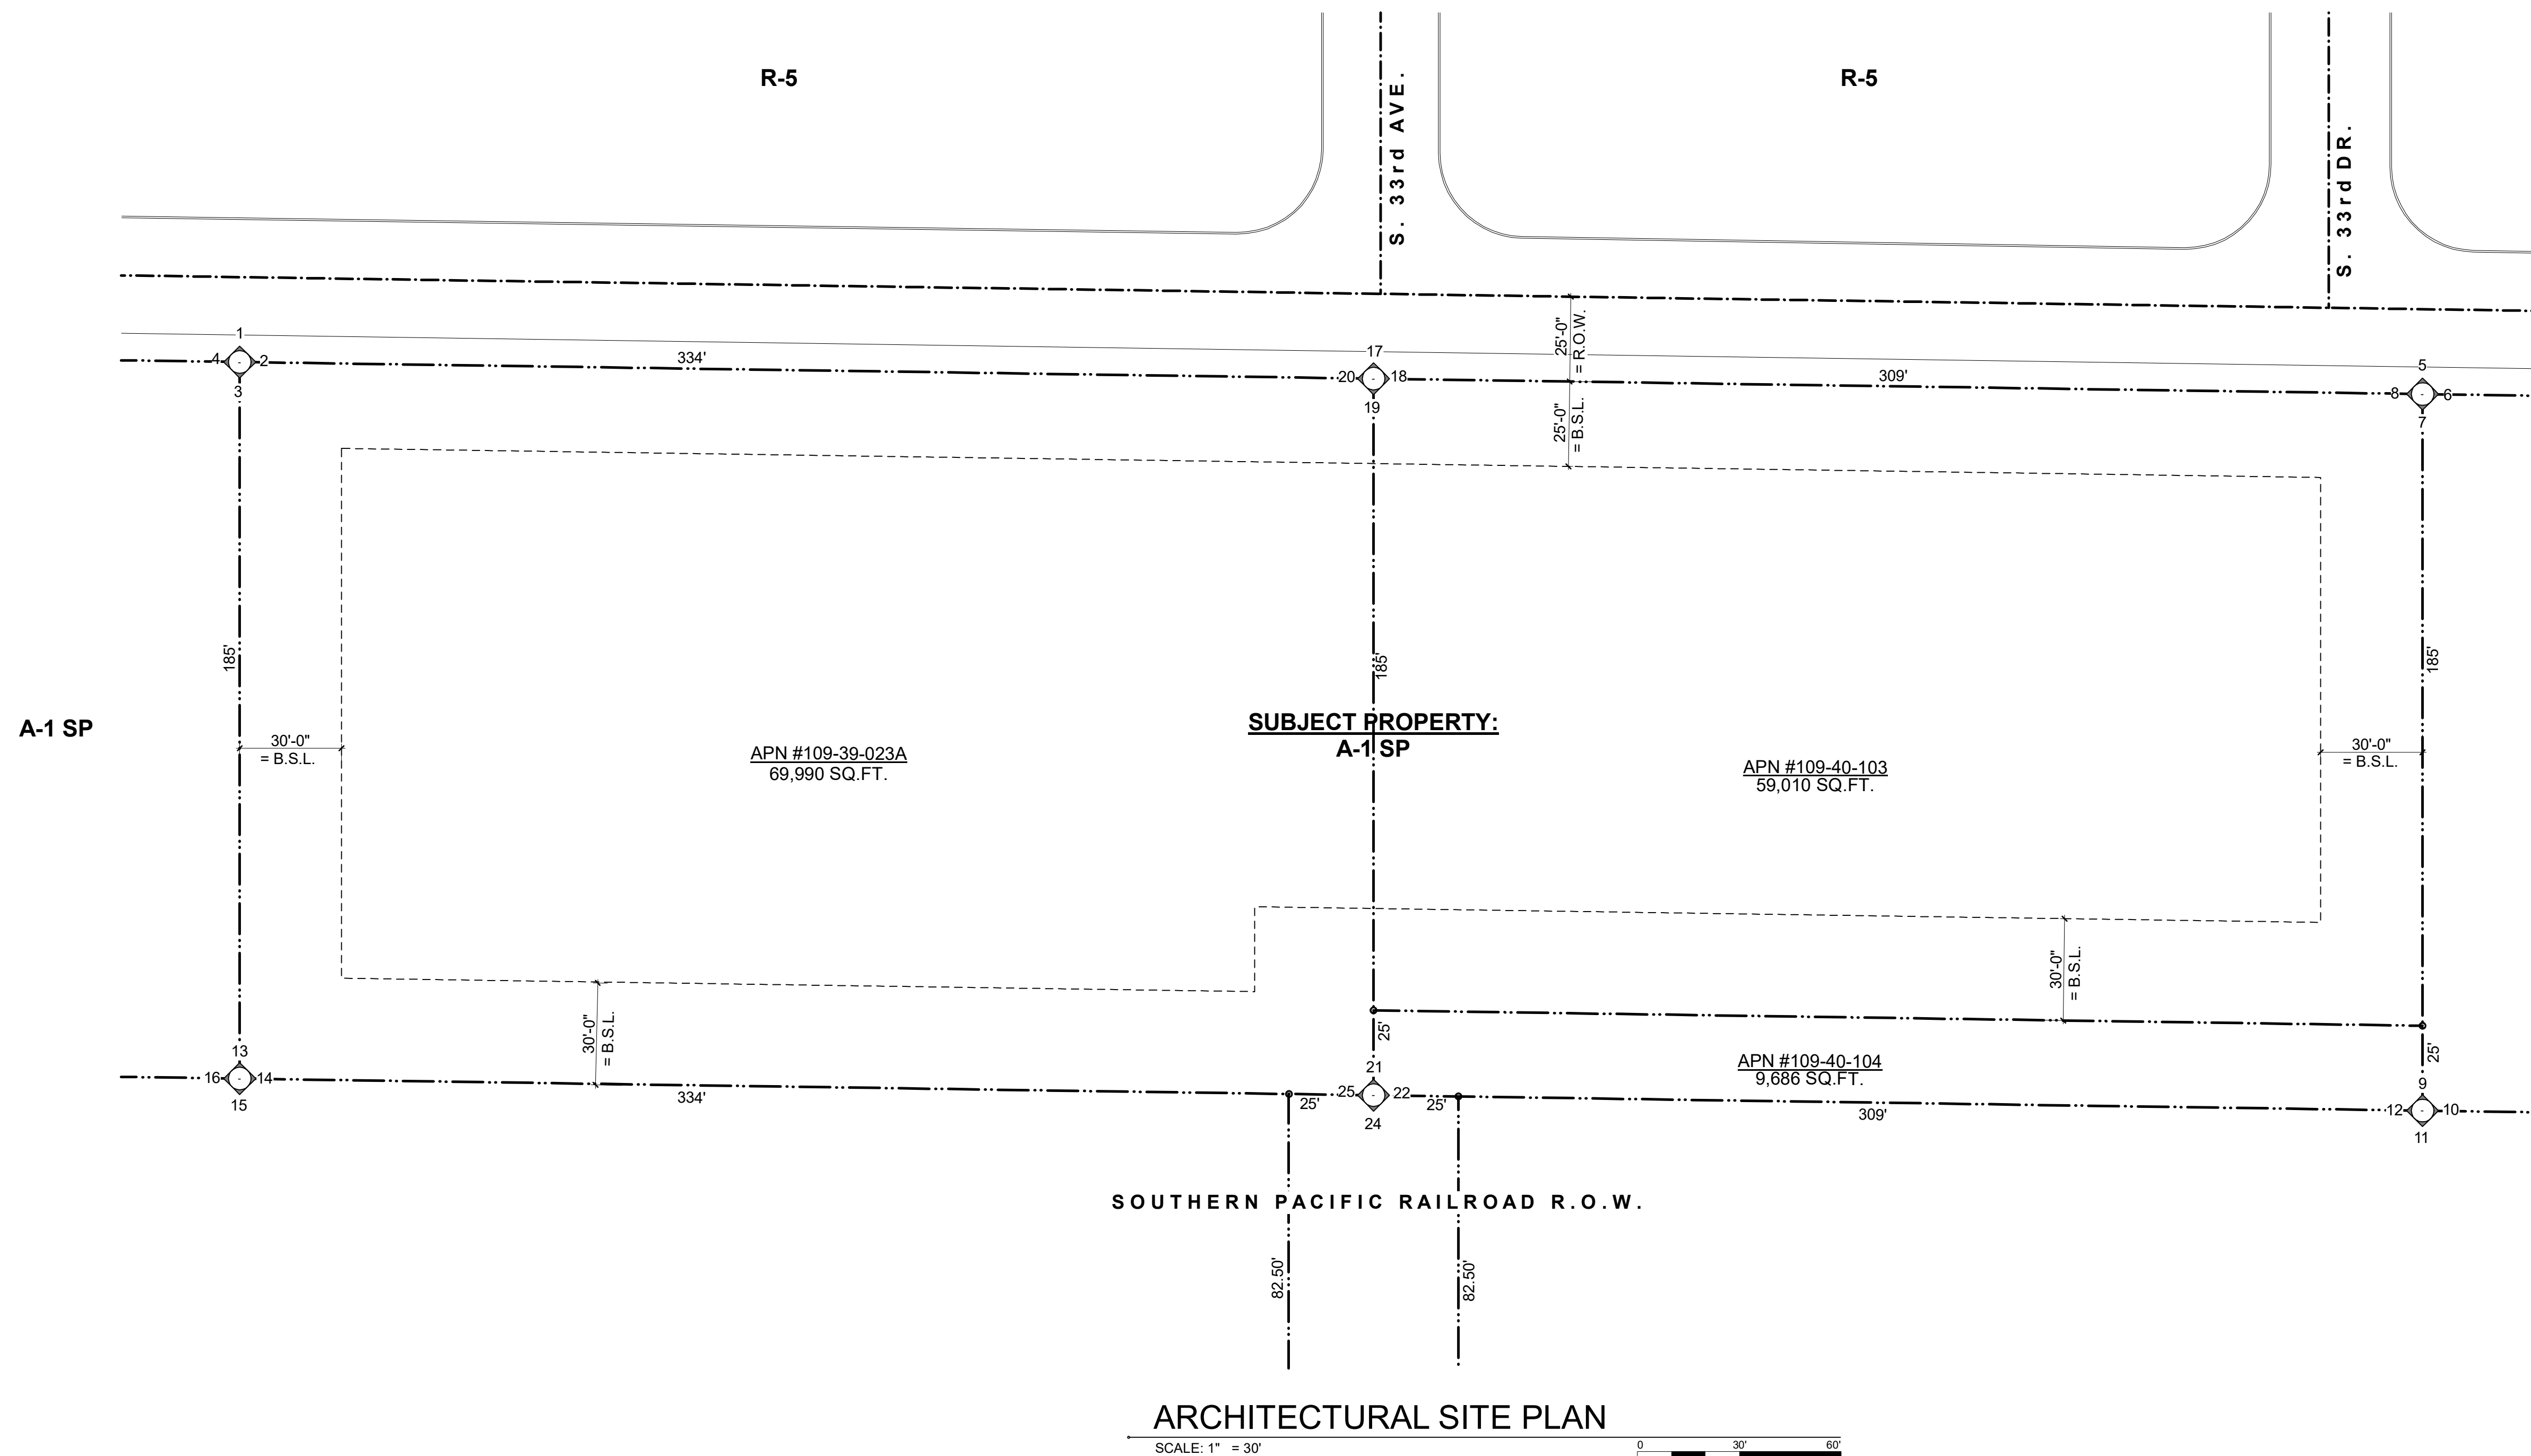 R-5
R-5
S. 33rd AVE.
S. 33rd DR.
1
4
2
3
334'
17
20
18
19
25'-0"
= R.O.W.
25'-0"
= B.S.L.
309'
5
8
6
7
185'
185'
185'
A-1 SP
30'-0"
= B.S.L.
APN #109-39-023A
69,990 SQ.FT.
SUBJECT PROPERTY:
A-1 SP
APN #109-40-103
59,010 SQ.FT.
30'-0"
= B.S.L.
30'-0"
= B.S.L.
30'-0"
= B.S.L.
25'
25'
APN #109-40-104
9,686 SQ.FT.
13
16
14
15
334'
21
25
22
24
25'
25'
309'
9
12
10
11
SOUTHERN PACIFIC RAILROAD R.O.W.
82.50'
82.50'
ARCHITECTURAL SITE PLAN
SCALE: 1" = 30'
0 30' 60'